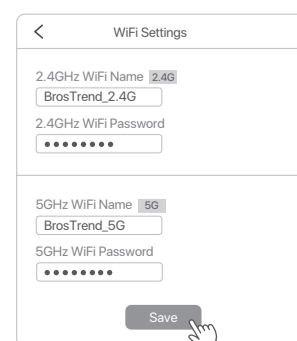 WiFi Settings
2.4GHz WiFi Name 2.4G
BrosTrend_2.4G
2.4GHz WiFi Password
●●●●●●●●
5GHz WiFi Name 5G
BrosTrend_5G
5GHz WiFi Password
●●●●●●●●
Save